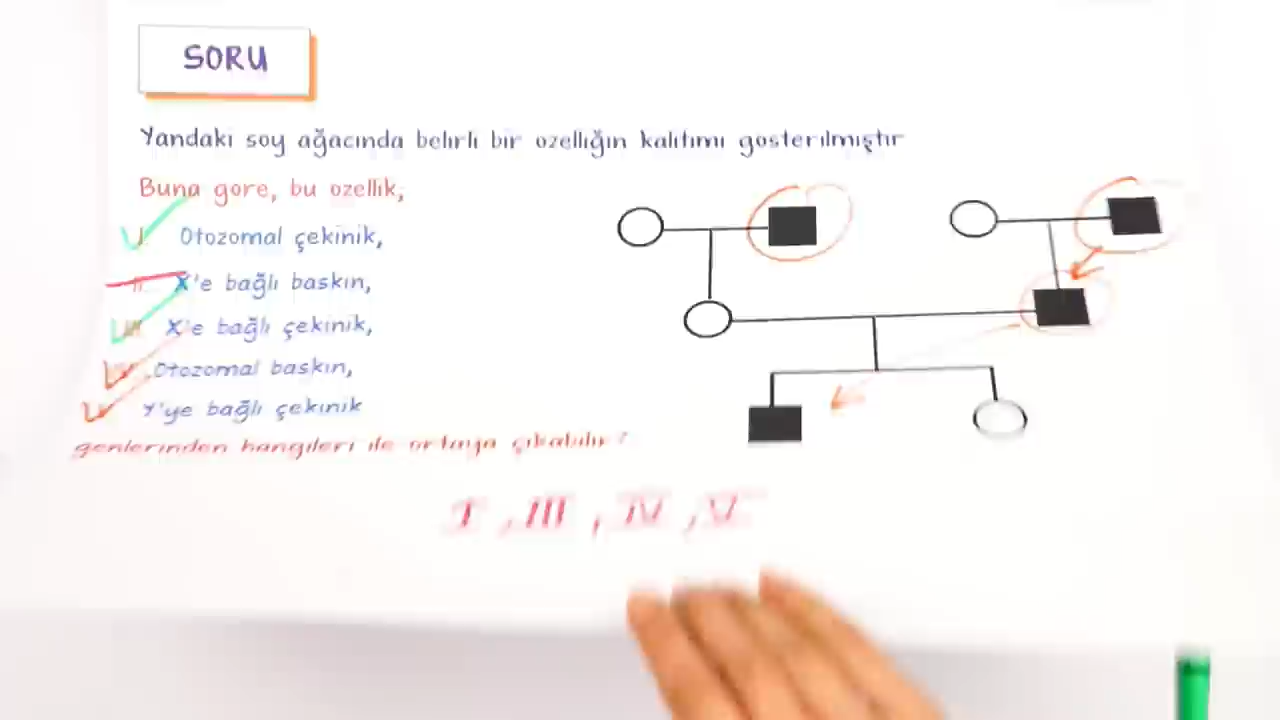 SORU
Yandaki soy ağacında belirli bir özelliğin kalıtımı gösterilmiştir
Buna göre, bu özellik,
I. Otozomal çekinik,
II. X'e bağlı baskın,
III. X'e bağlı çekinik,
IV. Otozomal baskın,
V. Y'ye bağlı çekinik
genlerinden hangileri ile ortaya çıkabilir?
I, III, IV, V